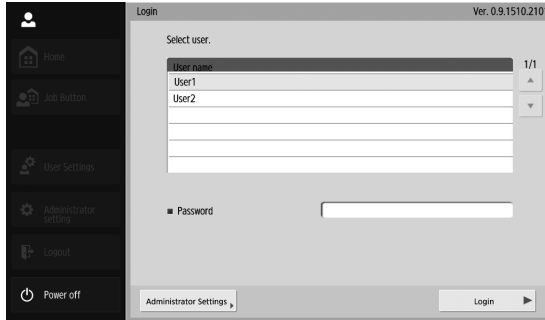 Login
Ver. 0.9.1510.210
Home
Job Button
User Settings
Administrator
setting
Logout
Power off
Select user.
User name
1/1
User1
User2
■ Password
Administrator Settings
Login